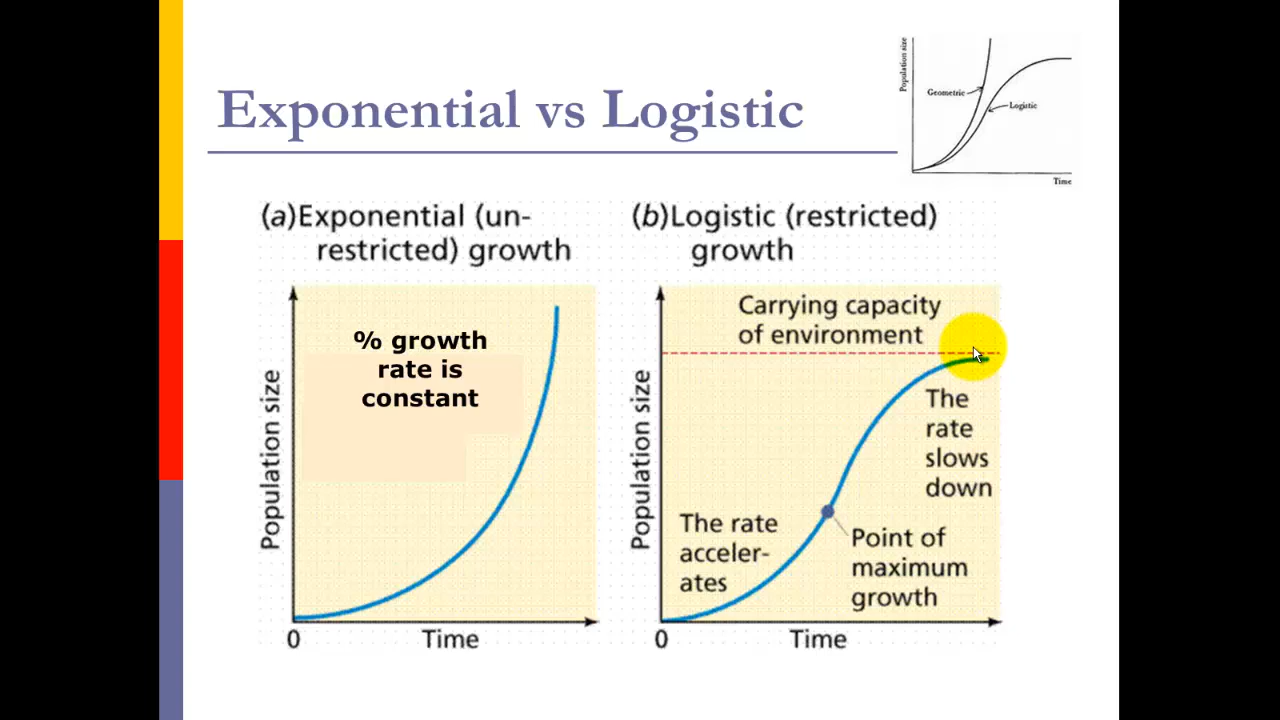 Exponential vs Logistic
Population size
Geometric
Logistic
Time
(a)Exponential (un-
restricted) growth
% growth
rate is
constant
Population size
0
Time
(b)Logistic (restricted)
growth
Carrying capacity
of environment
The
rate
slows
down
The rate
acceler-
ates
Point of
maximum
growth
Population size
0
Time